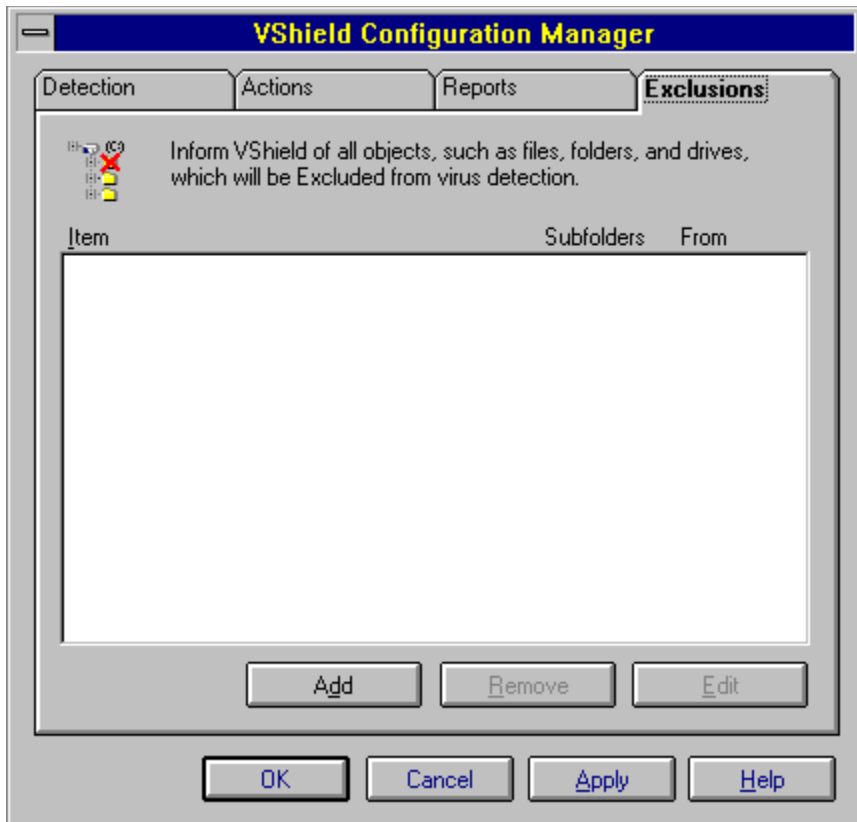 VShield Configuration Manager
Detection Actions Reports Exclusions
Inform VShield of all objects, such as files, folders, and drives,
which will be Excluded from virus detection.
Item Subfolders From
Add Remove Edit
OK Cancel Apply Help